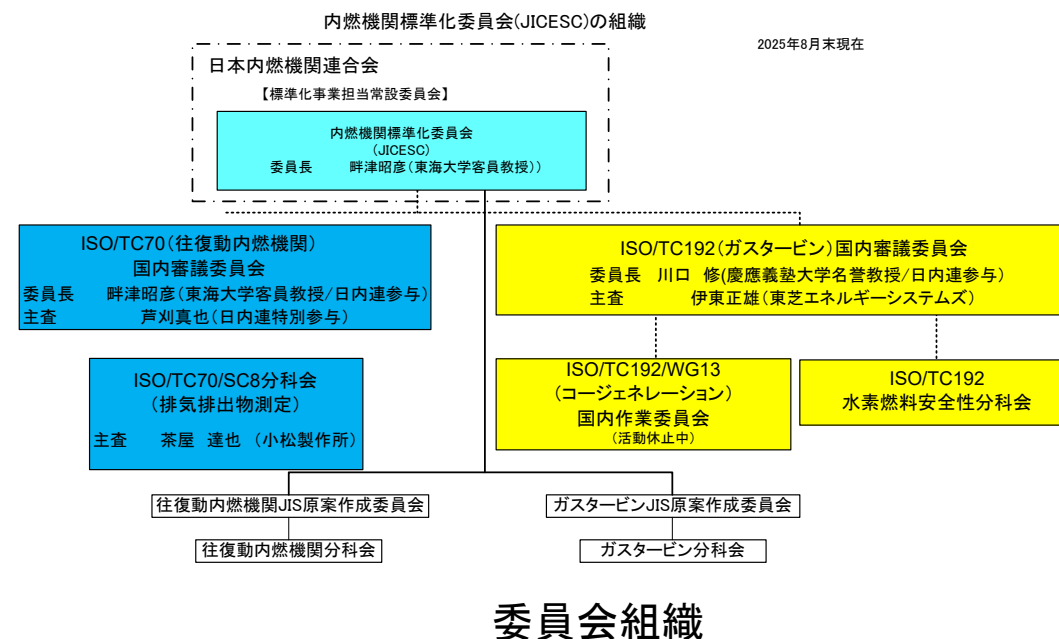 内燃機関標準化委員会(JICESC)の組織
2025年8月末現在
日本内燃機関連合会
【標準化事業担当常設委員会】
内燃機関標準化委員会
(JICESC)
委員長 畔津昭彦(東海大学客員教授))
ISO/TC70(往復動内燃機関)
国内審議委員会
委員長 畔津昭彦(東海大学客員教授/日内連参与)
主査 芦刈真也(日内連特別参与)
ISO/TC192(ガスタービン)国内審議委員会
委員長 川口 修(慶應義塾大学名誉教授/日内連参与)
主査 伊東正雄(東芝エネルギーシステムズ)
ISO/TC70/SC8分科会
(排気排出物測定)
主査 茶屋 達也 (小松製作所)
ISO/TC192/WG13
(コージェネレーション)
国内作業委員会
(活動休止中)
ISO/TC192
水素燃料安全性分科会
往復動内燃機関JIS原案作成委員会
ガスタービンJIS原案作成委員会
往復動内燃機関分科会
ガスタービン分科会
委員会組織